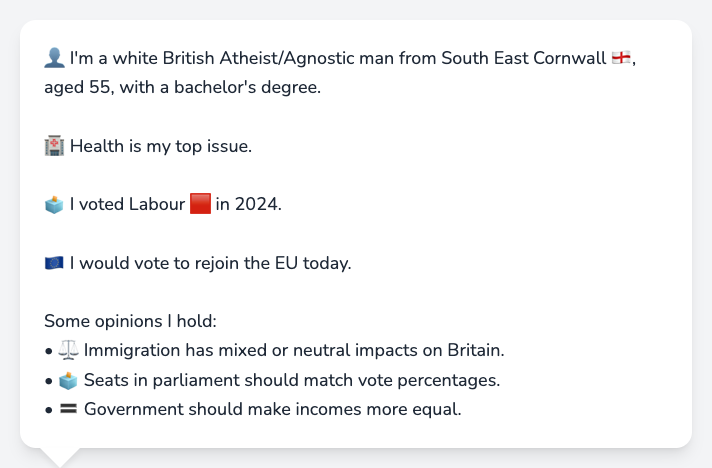 👤 I'm a white British Atheist/Agnostic man from South East Cornwall 🏴󠁧󠁢󠁥󠁮󠁧󠁿,
aged 55, with a bachelor's degree.
🏥 Health is my top issue.
🗳️ I voted Labour 🟥 in 2024.
🇪🇺 I would vote to rejoin the EU today.
Some opinions I hold:
• ⚖️ Immigration has mixed or neutral impacts on Britain.
• 🗳️ Seats in parliament should match vote percentages.
• 🟰 Government should make incomes more equal.